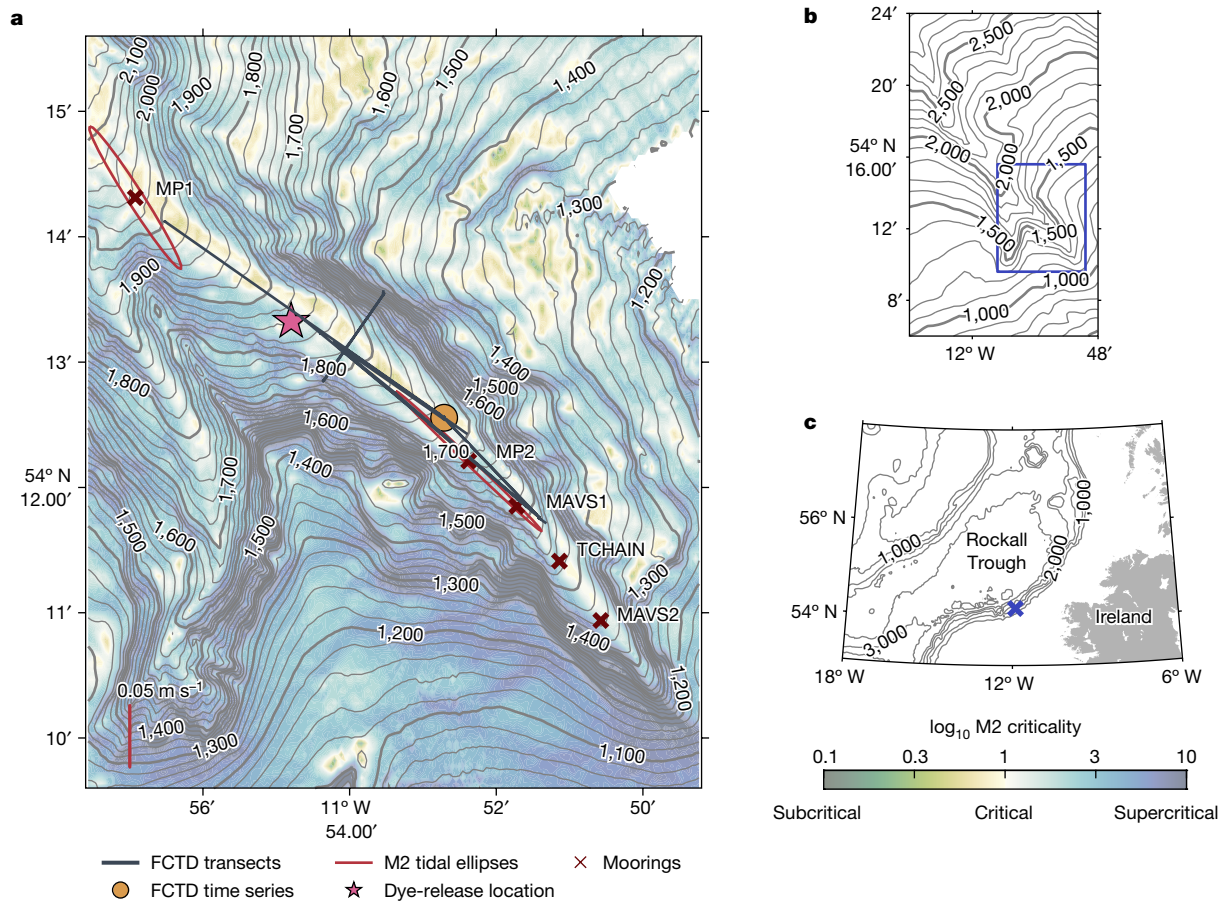 a
2,100
2,000
1,900
1,800
1,700
1,600
1,500
1,400
15′
MP1
1,300
14′
1,900
1,200
13′
1,800
1,800
1,400
1,500
1,600
1,600
1,700
MP2
54° N
12.00′
1,700
1,400
1,500
MAVS1
1,500
1,600
1,500
TCHAIN
1,300
1,300
11′
MAVS2
1,200
1,400
1,200
0.05 m s⁻¹
1,400
1,300
10′
1,100
56′
11° W
54.00′
52′
50′
FCTD transects
M2 tidal ellipses
Moorings
FCTD time series
Dye-release location
b
24′
2,500
20′
2,500
2,000
54° N
16.00′
2,000
1,500
2,000
12′
1,500
1,500
1,000
8′
1,000
12° W
48′
c
56° N
1,000
1,000
Rockall
Trough
2,000
54° N
Ireland
3,000
18° W
12° W
6° W
log₁₀ M2 criticality
0.1
0.3
1
3
10
Subcritical
Critical
Supercritical